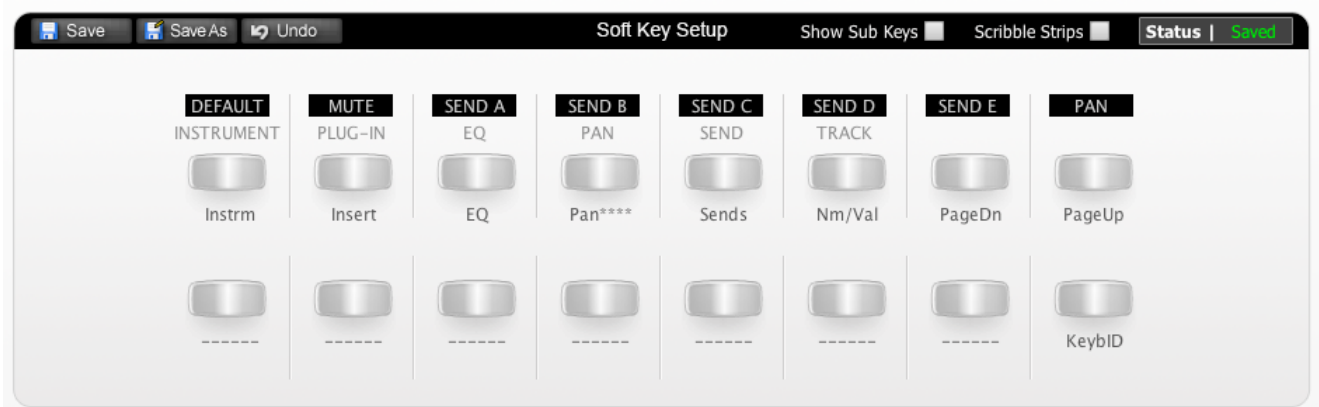 Save Save As Undo Soft Key Setup Show Sub Keys Scribble Strips Status | Saved
DEFAULT MUTE SEND A SEND B SEND C SEND D SEND E PAN
INSTRUMENT PLUG-IN EQ PAN SEND TRACK
Instrm Insert EQ Pan**** Sends Nm/Val PageDn PageUp
------ ------ ------ ------ ------ ------ ------ KeybID